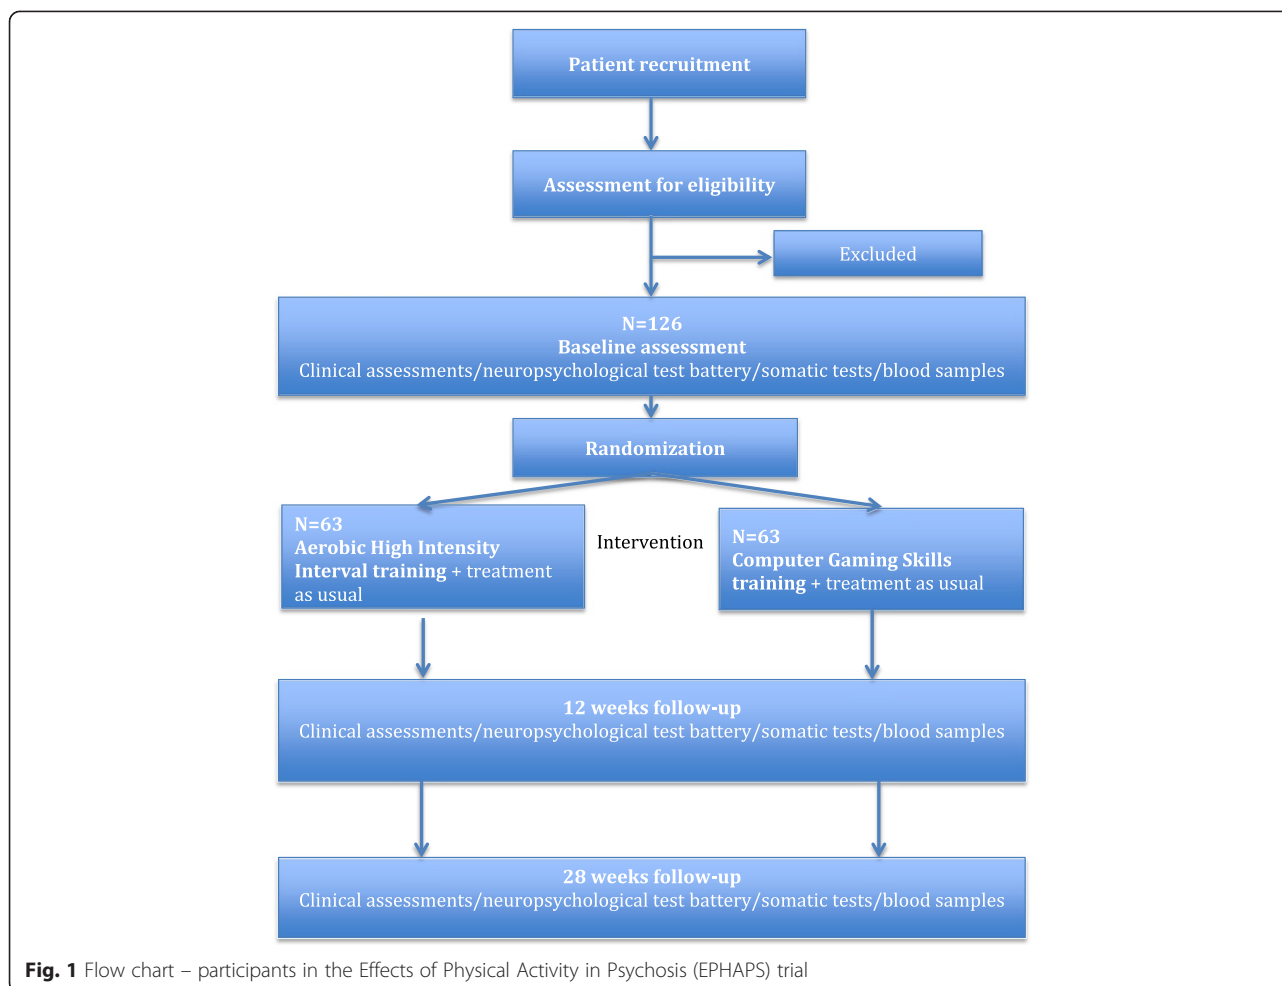 Patient recruitment
Assessment for eligibility
Excluded
N=126
Baseline assessment
Clinical assessments/neuropsychological test battery/somatic tests/blood samples
Randomization
N=63
Aerobic High Intensity
Interval training + treatment
as usual
Intervention
N=63
Computer Gaming Skills
training + treatment as usual
12 weeks follow-up
Clinical assessments/neuropsychological test battery/somatic tests/blood samples
28 weeks follow-up
Clinical assessments/neuropsychological test battery/somatic tests/blood samples
Fig. 1 Flow chart – participants in the Effects of Physical Activity in Psychosis (EPHAPS) trial